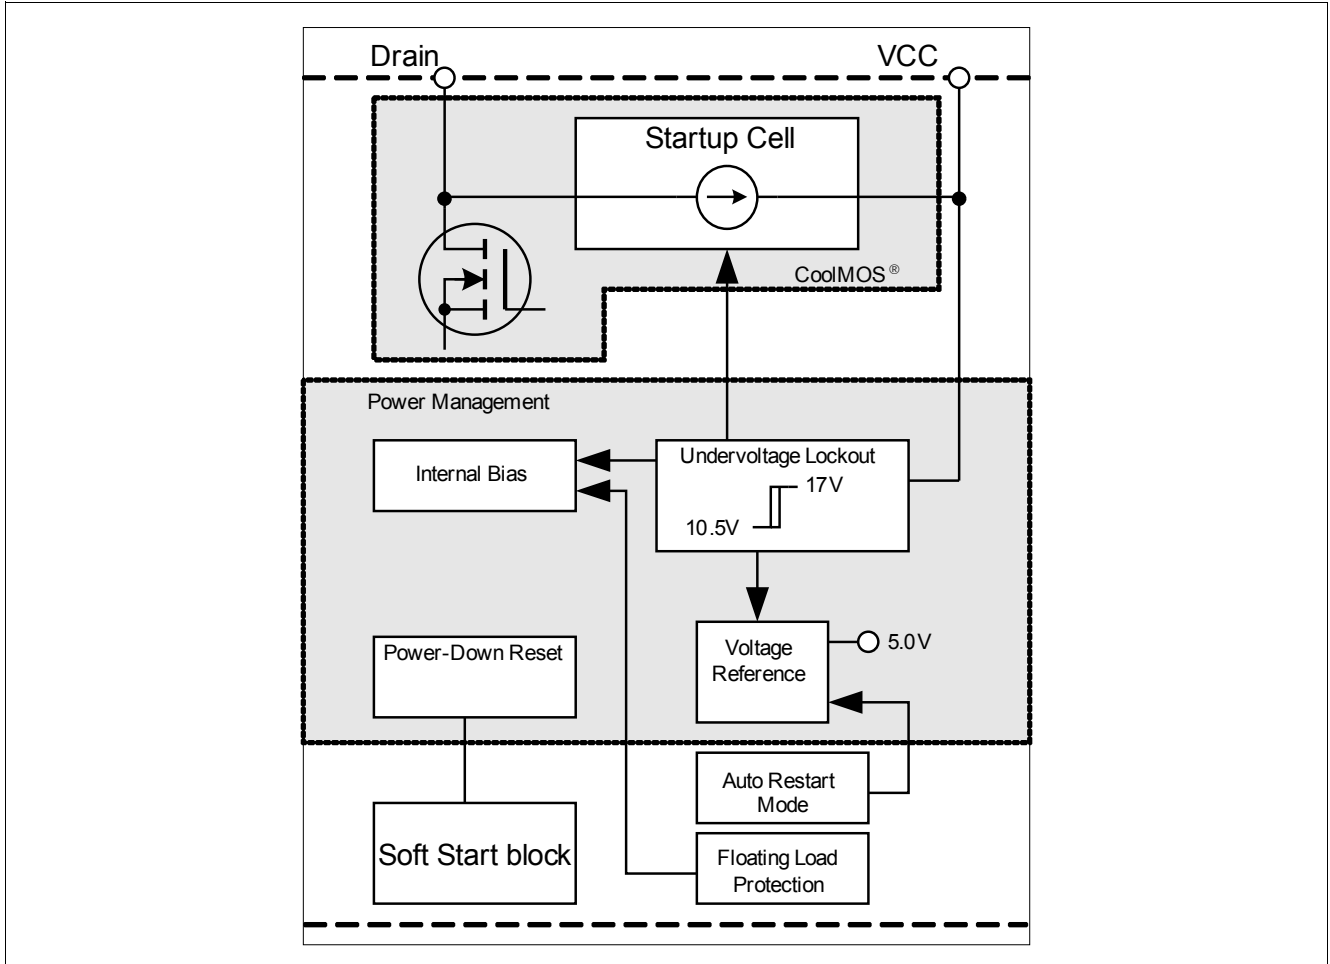 Drain
VCC
Startup Cell
CoolMOS®
Power Management
Internal Bias
Undervoltage Lockout
17V
10.5V
Voltage
Reference
5.0V
Power-Down Reset
Auto Restart
Mode
Soft Start block
Floating Load
Protection